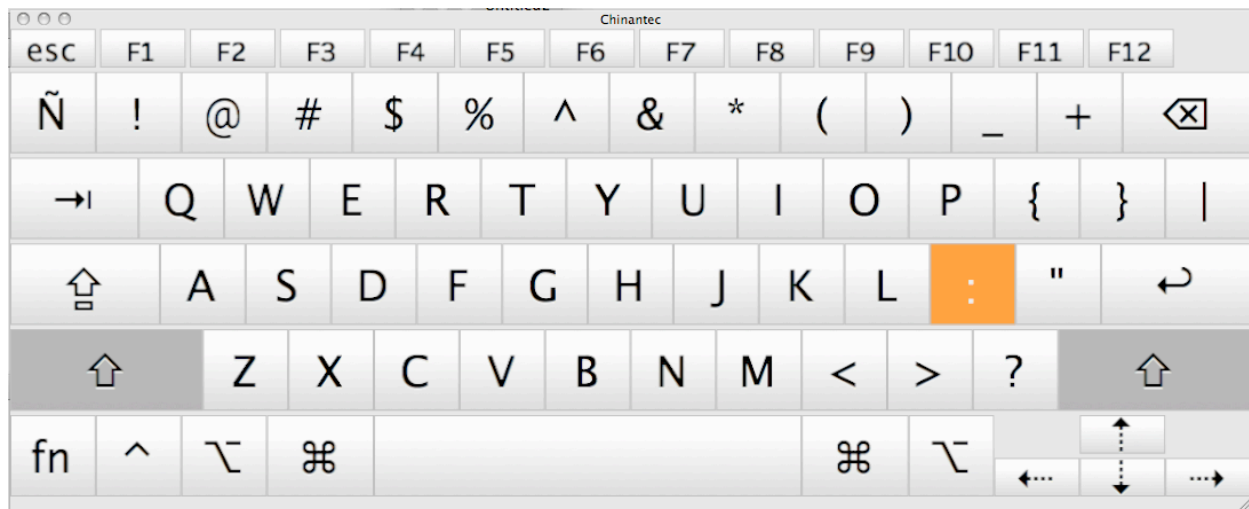 Chinantec
esc F1 F2 F3 F4 F5 F6 F7 F8 F9 F10 F11 F12
Ñ ! @ # $ % ^ & * ( ) _ +
Q W E R T Y U I O P { } |
A S D F G H J K L : "
Z X C V B N M < > ?
fn ^ ⌥ ⌘ ⌘ ⌥